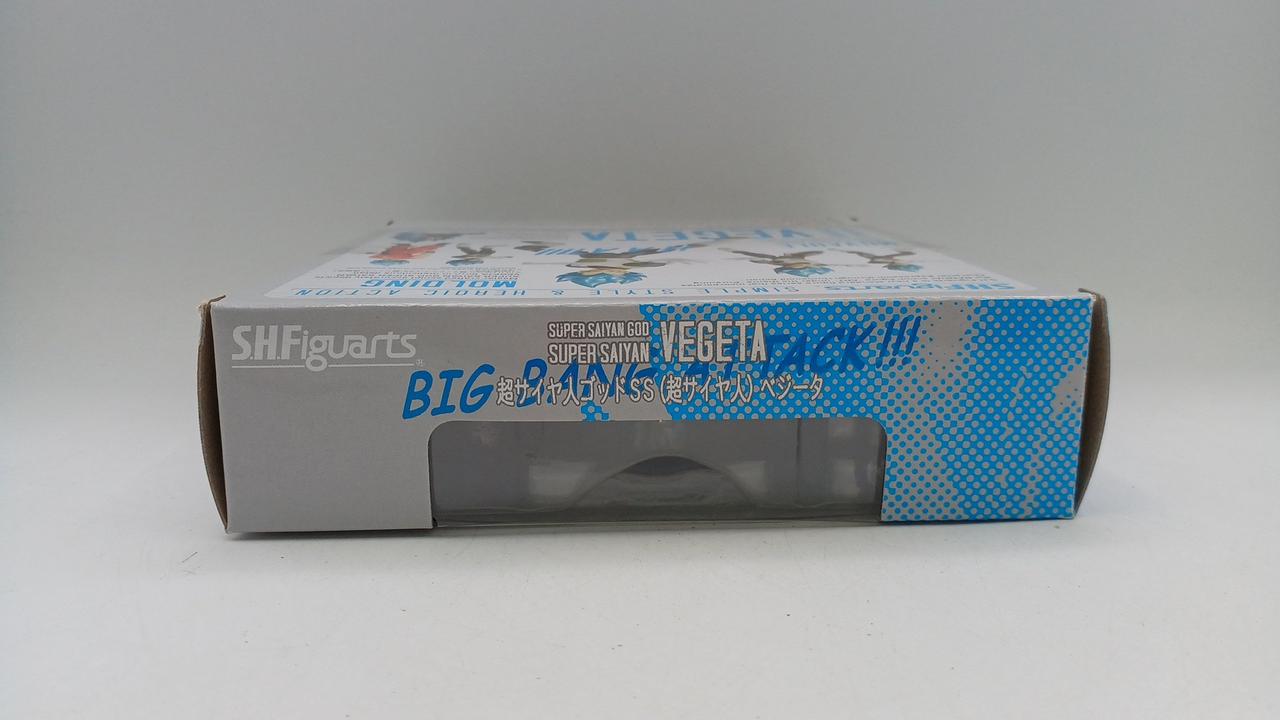 S.H.Figuarts
SUPER SAIYAN GOD
SUPER SAIYAN VEGETA
BIG BANG ATTACK!!!
超サイヤ人ゴッドSS(超サイヤ人)ベジータ
SIMPLE STYLE & HEROIC ACTION
MOLDING
S.H.Figuarts
VEGETA